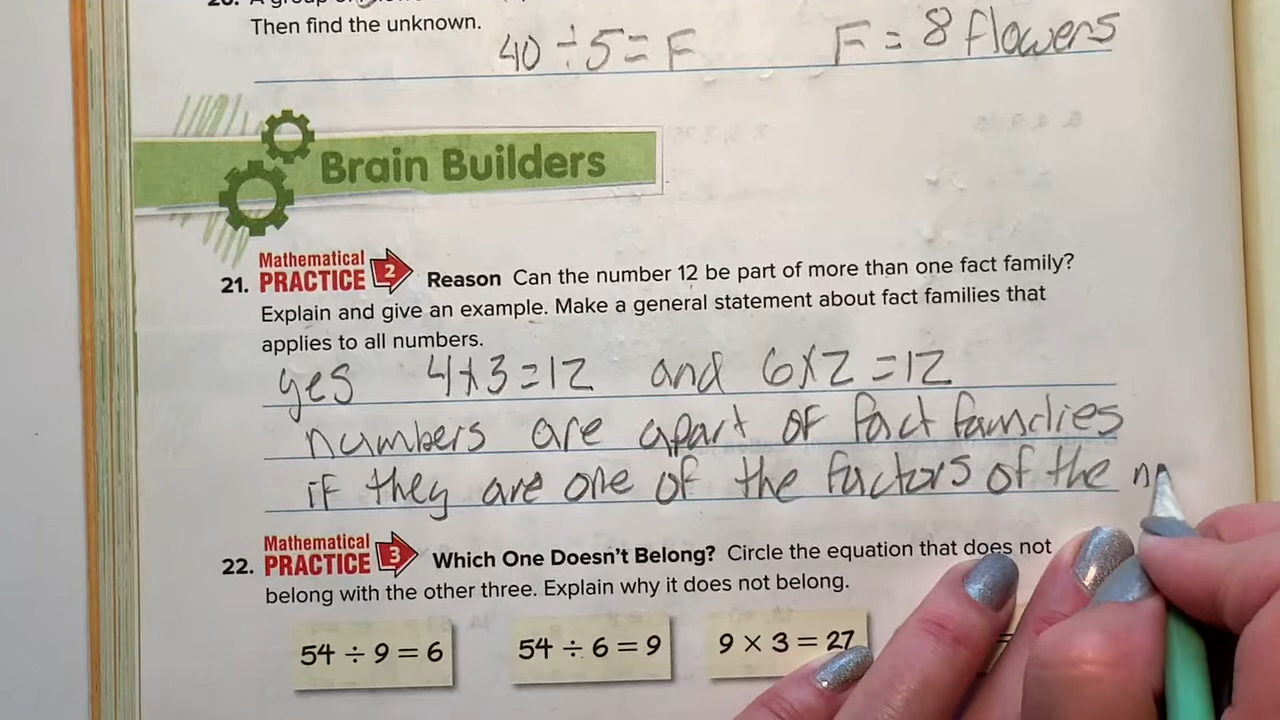 Then find the unknown.
40 ÷ 5 = F F = 8 flowers
Brain Builders
21. Mathematical PRACTICE 2 Reason Can the number 12 be part of more than one fact family?
Explain and give an example. Make a general statement about fact families that
applies to all numbers.
yes 4x3=12 and 6x2=12
numbers are apart of fact families
if they are one of the factors of the
22. Mathematical PRACTICE 3 Which One Doesn't Belong? Circle the equation that does not
belong with the other three. Explain why it does not belong.
54 ÷ 9 = 6 54 ÷ 6 = 9 9 × 3 = 27